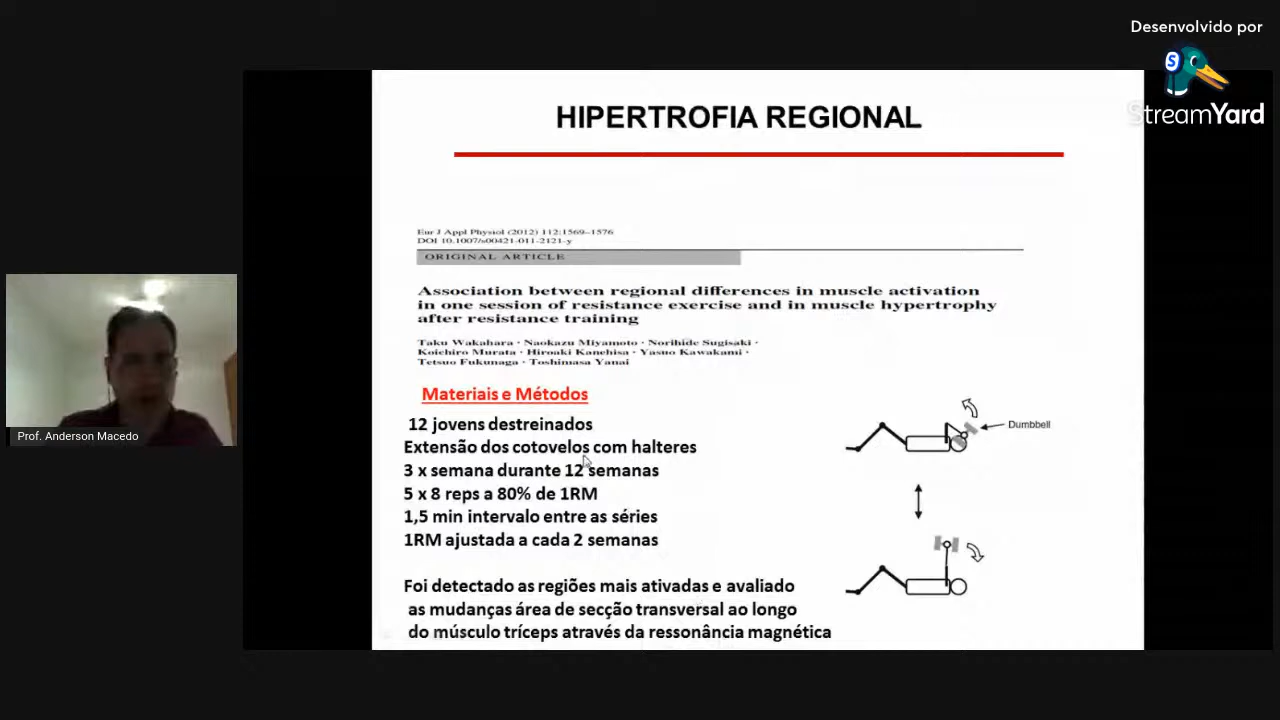 Desenvolvido por
StreamYard
HIPERTROFIA REGIONAL
Eur J Appl Physiol (2012) 112:1569–1576
DOI 10.1007/s00421-011-2121-y
ORIGINAL ARTICLE
Association between regional differences in muscle activation
in one session of resistance exercise and in muscle hypertrophy
after resistance training
Taku Wakahara · Naokazu Miyamoto · Norihide Sugisaki ·
Koichiro Murata · Hiroaki Kanehisa · Yasuo Kawakami ·
Tetsuo Fukunaga · Toshimasa Yanai
Materiais e Métodos
12 jovens destreinados
Extensão dos cotovelos com halteres
3 x semana durante 12 semanas
5 x 8 reps a 80% de 1RM
1,5 min intervalo entre as séries
1RM ajustada a cada 2 semanas
Foi detectado as regiões mais ativadas e avaliado
as mudanças área de secção transversal ao longo
do músculo tríceps através da ressonância magnética
Dumbbell
Prof. Anderson Macedo